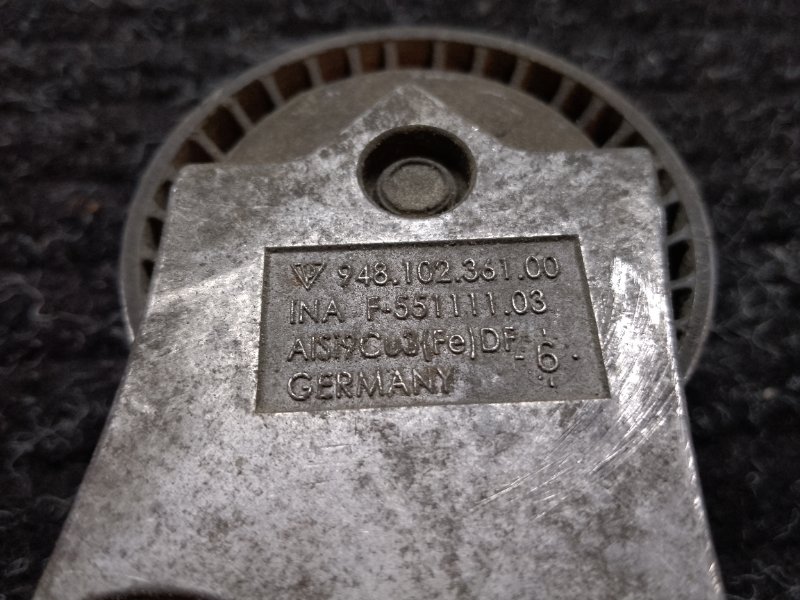 948.102.361.00
INA F-551111.03
AlSi9Cu3(Fe)DF 6
GERMANY